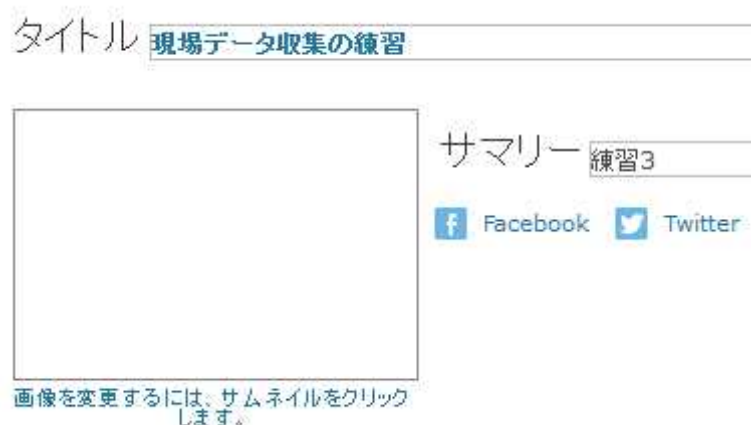 タイトル 現場データ収集の練習
サマリー 練習3
Facebook Twitter
画像を変更するには、サムネイルをクリック
します。